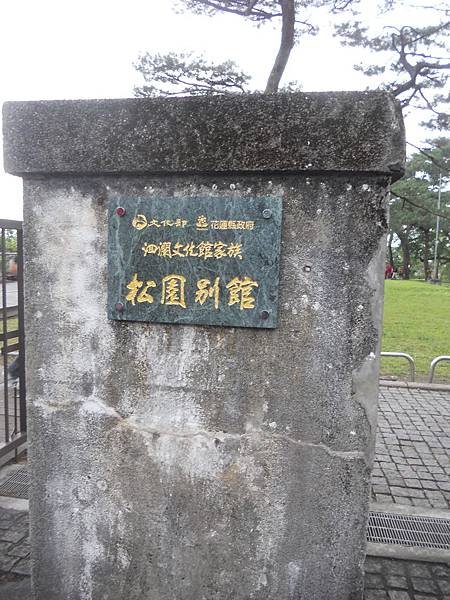 文化部 花蓮縣政府
洄瀾文化館家族
松園別館